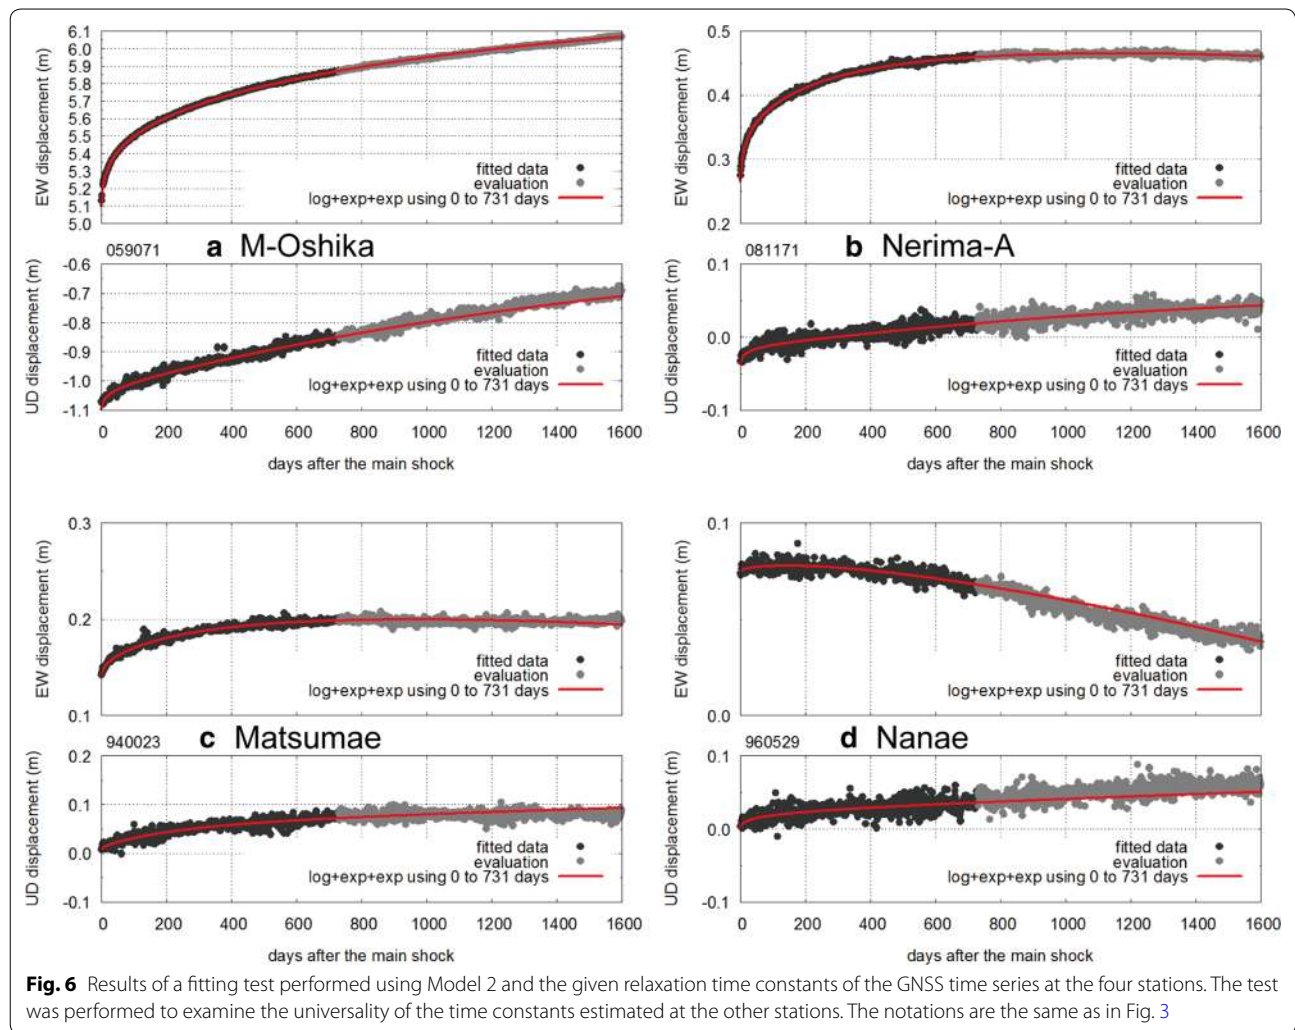 EW displacement (m)
6.1
6.0
5.9
5.8
5.7
5.6
5.5
5.4
5.3
5.2
5.1
5.0
fitted data
evaluation
log+exp+exp using 0 to 731 days
059071 a M-Oshika
UD displacement (m)
-0.6
-0.7
-0.8
-0.9
-1.0
-1.1
fitted data
evaluation
log+exp+exp using 0 to 731 days
0 200 400 600 800 1000 1200 1400 1600
days after the main shock
EW displacement (m)
0.5
0.4
0.3
0.2
fitted data
evaluation
log+exp+exp using 0 to 731 days
081171 b Nerima-A
UD displacement (m)
0.1
0.0
-0.1
fitted data
evaluation
log+exp+exp using 0 to 731 days
0 200 400 600 800 1000 1200 1400 1600
days after the main shock
EW displacement (m)
0.3
0.2
0.1
fitted data
evaluation
log+exp+exp using 0 to 731 days
940023 c Matsumae
UD displacement (m)
0.2
0.1
0.0
-0.1
fitted data
evaluation
log+exp+exp using 0 to 731 days
0 200 400 600 800 1000 1200 1400 1600
days after the main shock
EW displacement (m)
0.1
0.0
fitted data
evaluation
log+exp+exp using 0 to 731 days
960529 d Nanae
UD displacement (m)
0.1
0.0
-0.1
fitted data
evaluation
log+exp+exp using 0 to 731 days
0 200 400 600 800 1000 1200 1400 1600
days after the main shock
Fig. 6 Results of a fitting test performed using Model 2 and the given relaxation time constants of the GNSS time series at the four stations. The test
was performed to examine the universality of the time constants estimated at the other stations. The notations are the same as in Fig. 3